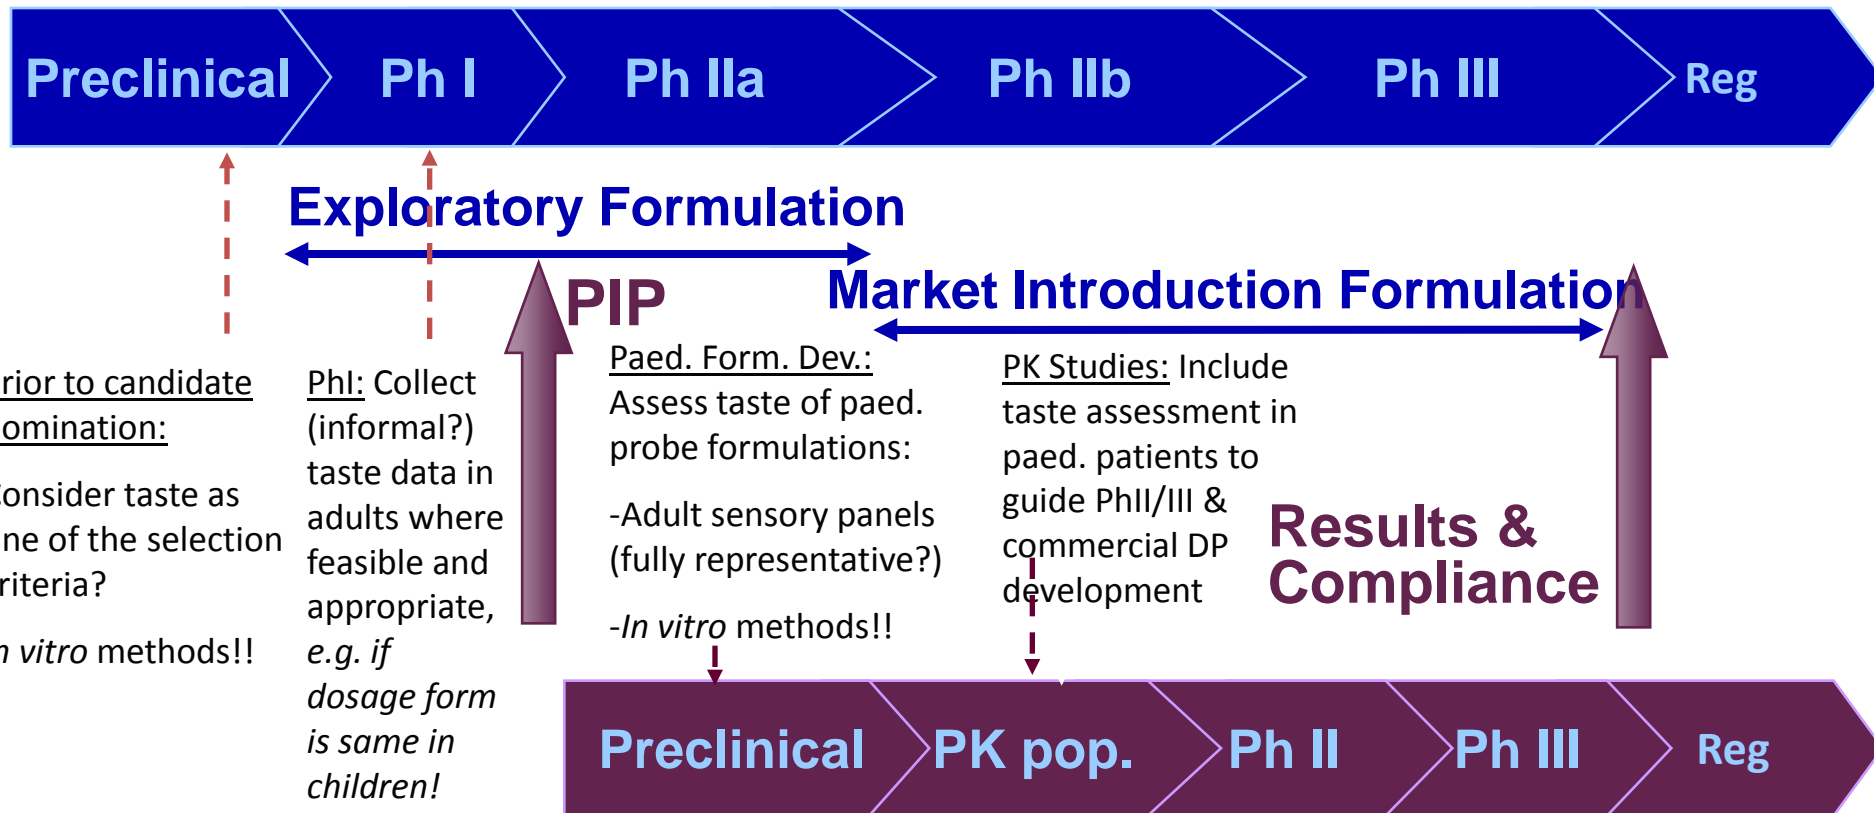 Preclinical
Ph I
Ph IIa
Ph IIb
Ph III
Reg
Exploratory Formulation
PIP
Market Introduction Formulation
rior to candidate
omination:
onsider taste as
ne of the selection
riteria?
n vitro methods!!
PhI: Collect
(informal?)
taste data in
adults where
feasible and
appropriate,
e.g. if
dosage form
is same in
children!
Paed. Form. Dev.:
Assess taste of paed.
probe formulations:
-Adult sensory panels
(fully representative?)
-In vitro methods!!
PK Studies: Include
taste assessment in
paed. patients to
guide PhII/III &
commercial DP
development
Results &
Compliance
Preclinical
PK pop.
Ph II
Ph III
Reg